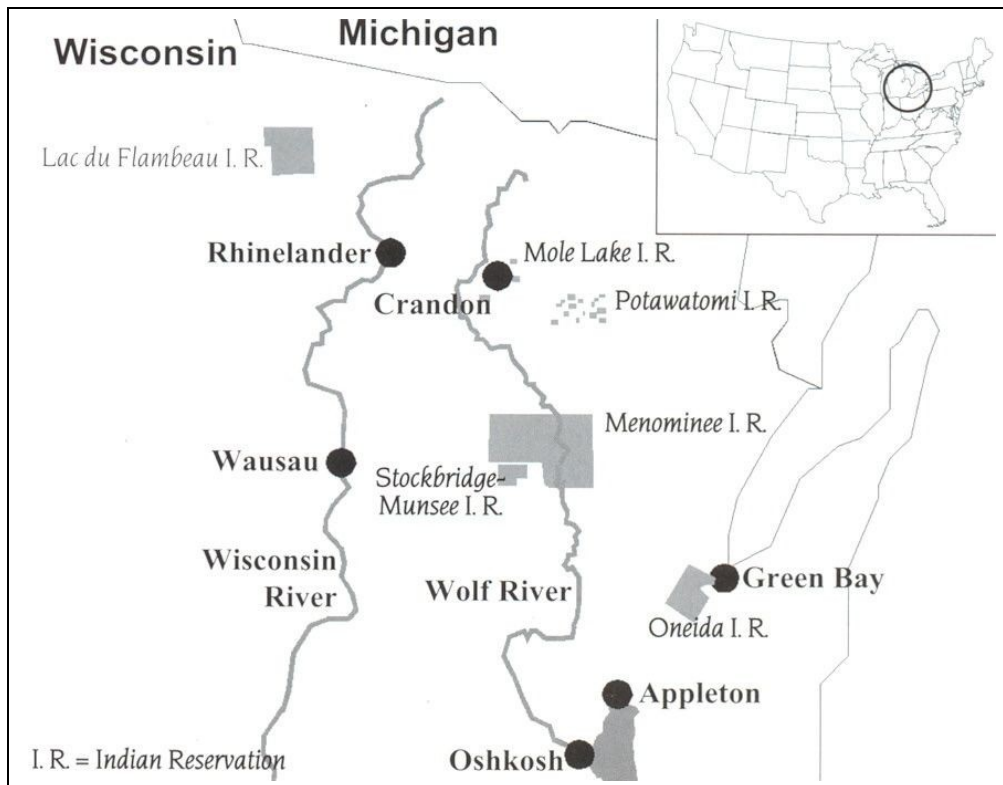 Wisconsin
Michigan
Lac du Flambeau I. R.
Rhinelander
Mole Lake I. R.
Crandon
Potawatomi I. R.
Menominee I. R.
Wausau
Stockbridge-
Munsee I. R.
Wisconsin
River
Wolf River
Green Bay
Oneida I. R.
Appleton
Oshkosh
I. R. = Indian Reservation